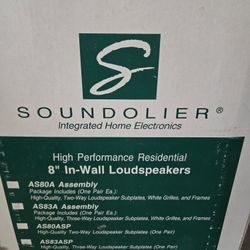 S
SOUNDOLIER®
Integrated Home Electronics
High Performance Residential
8" In-Wall Loudspeakers
AS80A Assembly
Package Includes (One Pair Ea.):
High-Quality, Two-Way Loudspeaker Subplates, White Grilles, and Frames
AS83A Assembly
Package Includes (One Pair Ea.):
High-Quality, Three-Way Loudspeaker Subplates, White Grilles, and Frames
AS80ASP
High-Quality Two-Way Loudspeaker Subplates (One Pair)
AS83ASP
High-Quality, Three-Way Loudspeaker Subplates (One Pair)